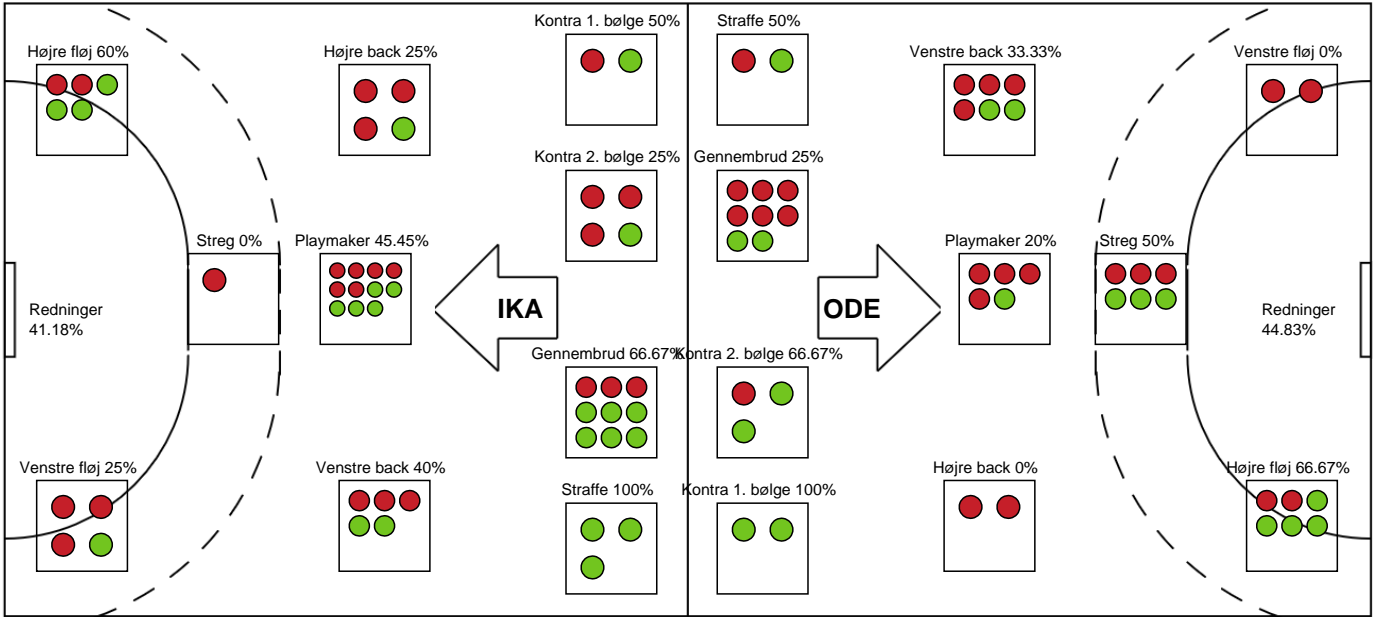 Kontra 1. bølge 50%
Straffe 50%
Højre fløj 60%
Højre back 25%
Venstre back 33.33%
Venstre fløj 0%
Kontra 2. bølge 25%
Gennembrud 25%
Streg 0%
Playmaker 45.45%
Playmaker 20%
Streg 50%
Redninger
41.18%
IKA
ODE
Redninger
44.83%
Gennembrud 66.67%
Kontra 2. bølge 66.67%
Venstre fløj 25%
Venstre back 40%
Straffe 100%
Kontra 1. bølge 100%
Højre back 0%
Højre fløj 66.67%